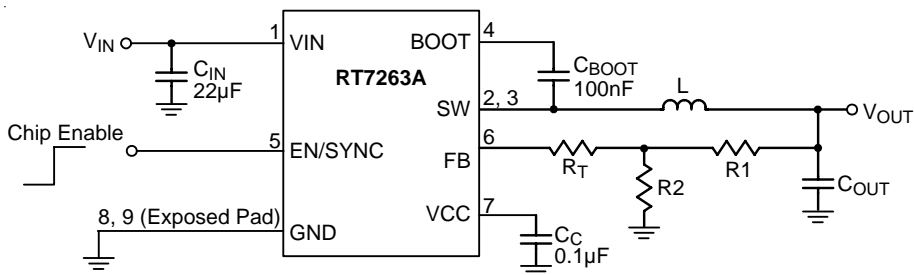 VIN
CIN
22µF
Chip Enable
8, 9 (Exposed Pad)
1
VIN
5
EN/SYNC
GND
RT7263A
BOOT
4
SW
2, 3
FB
6
VCC
7
CBOOT
100nF
L
VOUT
RT
R2
R1
COUT
CC
0.1µF